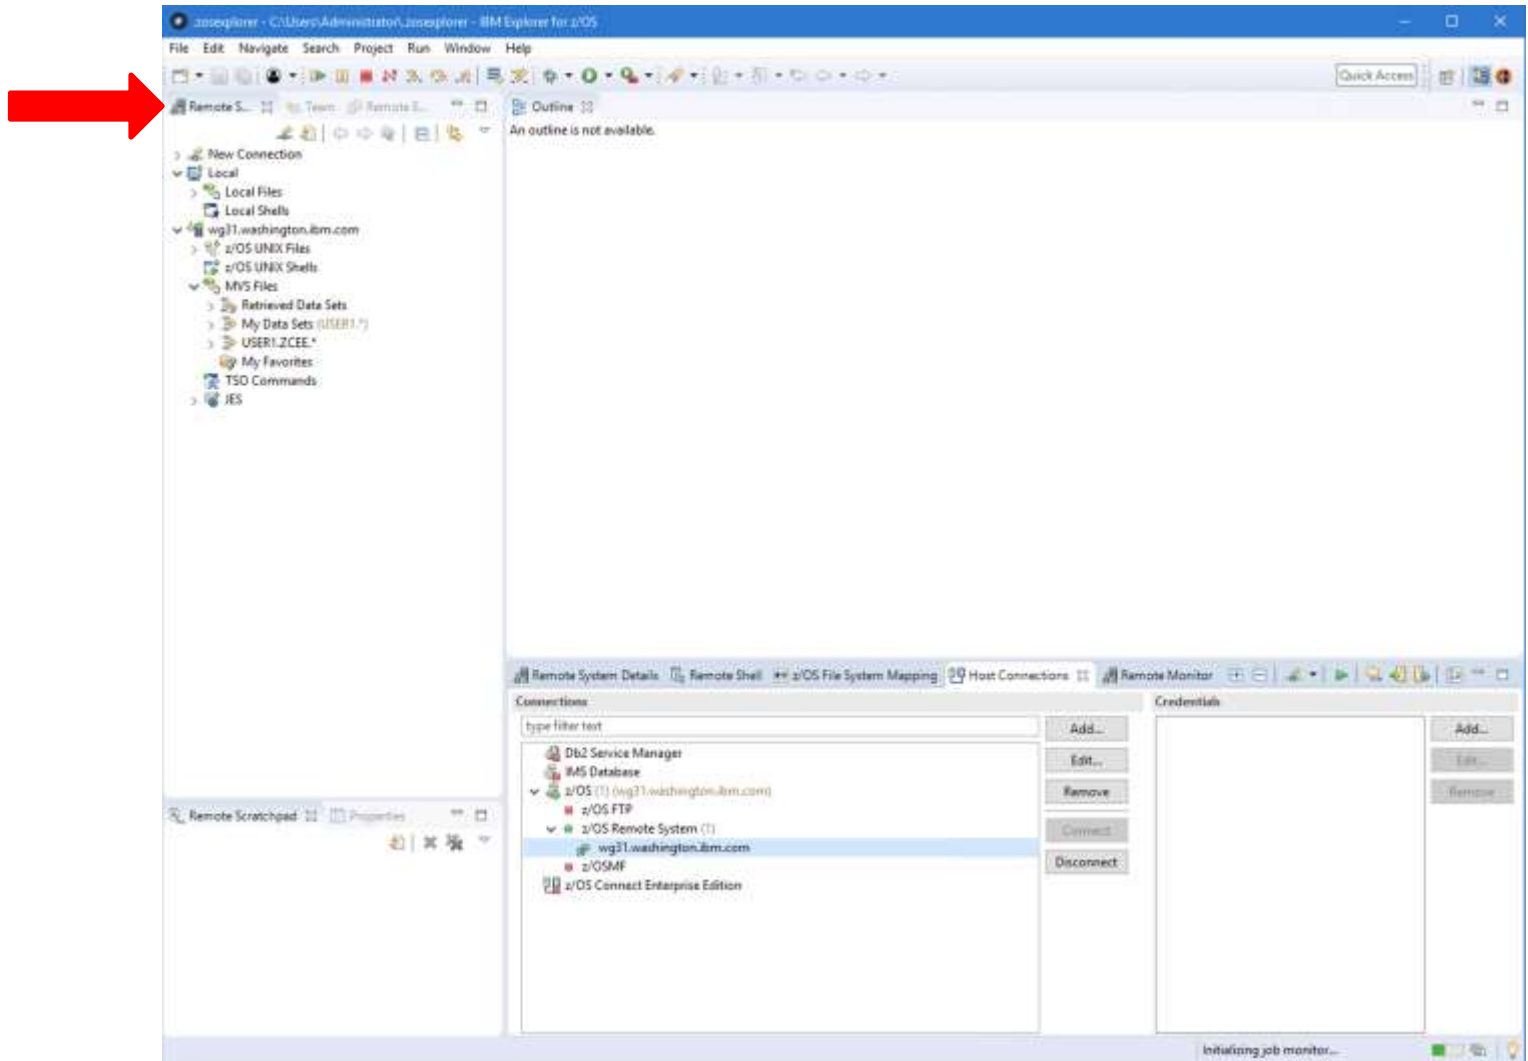 zosexplorer - C:\Users\Administrator\.zosexplorer - IBM Explorer for z/OS
File Edit Navigate Search Project Run Window Help
Quick Access
Remote S... Team Remote E...
Outline
An outline is not available.
New Connection
Local
Local Files
Local Shells
wg31.washington.ibm.com
z/OS UNIX Files
z/OS UNIX Shells
MVS Files
Retrieved Data Sets
My Data Sets (USER1.*)
USER1.ZCEE.*
My Favorites
TSO Commands
JES
Remote Scratchpad Properties
Remote System Details Remote Shell z/OS File System Mapping Host Connections Remote Monitor
Connections
type filter text
Db2 Service Manager
IMS Database
z/OS (1) (wg31.washington.ibm.com)
z/OS FTP
z/OS Remote System (1)
wg31.washington.ibm.com
z/OSMF
z/OS Connect Enterprise Edition
Add...
Edit...
Remove
Connect
Disconnect
Credentials
Add...
Edit...
Remove
Initializing job monitor...